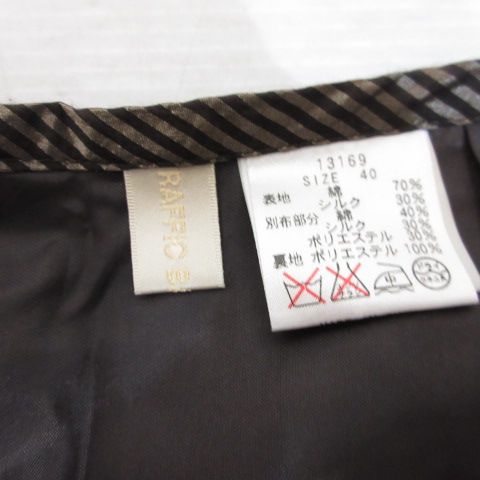 RAFFIC
13169
SIZE 40
表地 綿 70%
シルク 30%
別布部分 綿 40%
シルク 30%
ポリエステル 30%
裏地 ポリエステル 100%
中